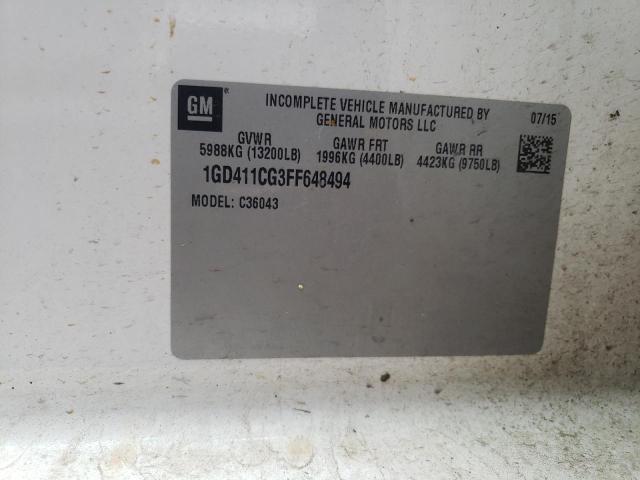 GM®
INCOMPLETE VEHICLE MANUFACTURED BY
GENERAL MOTORS LLC
07/15
GVWR GAWR FRT GAWR RR
5988KG (13200LB) 1996KG (4400LB) 4423KG (9750LB)
1GD411CG3FF648494
MODEL: C36043